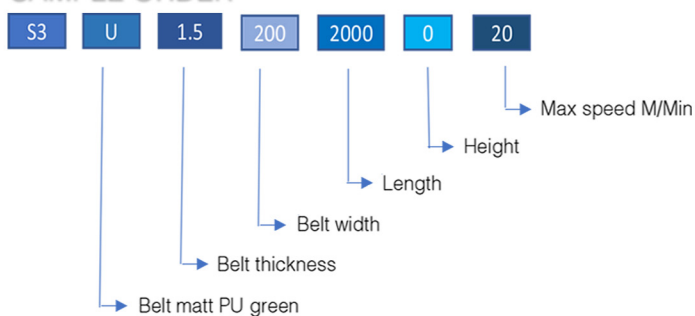 S3 U 1.5 200 2000 0 20
Max speed M/Min
Height
Length
Belt width
Belt thickness
Belt matt PU green